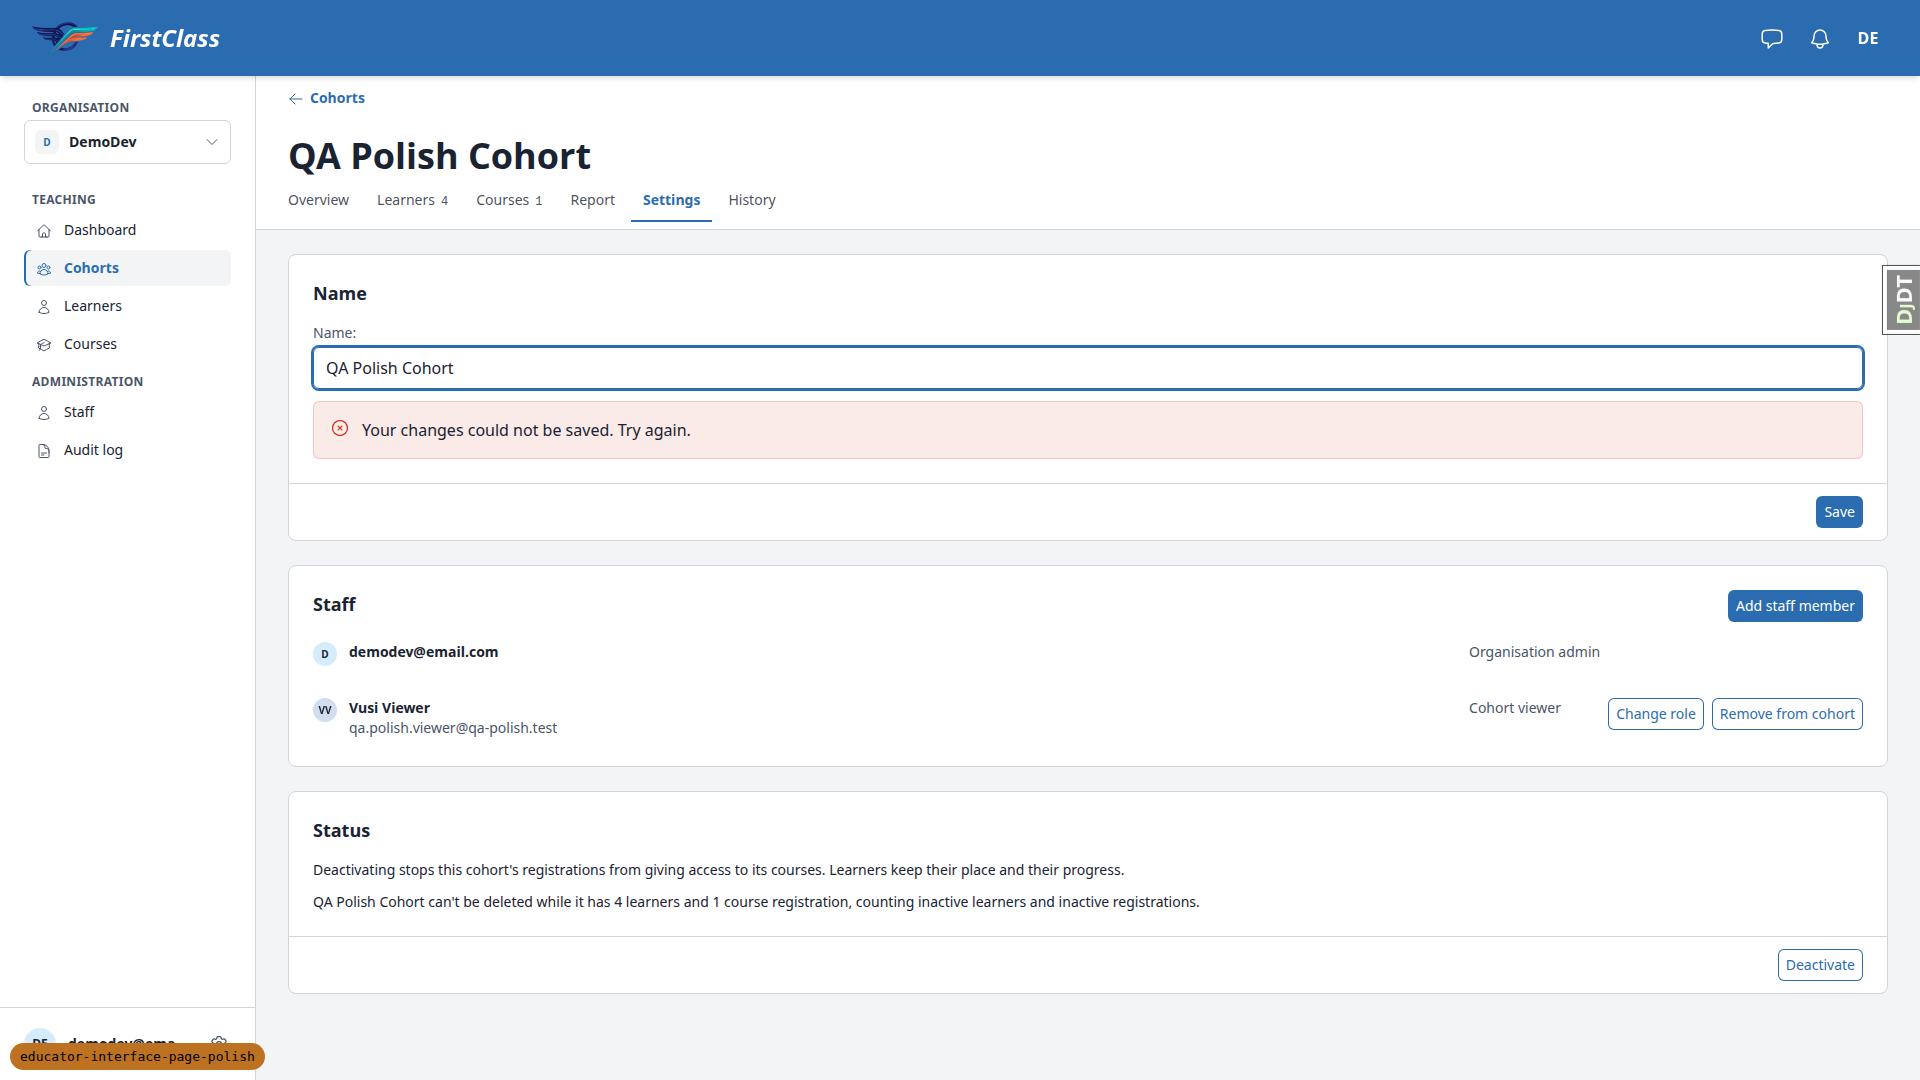 FirstClass
DE
ORGANISATION
D DemoDev
TEACHING
Dashboard
Cohorts
Learners
Courses
ADMINISTRATION
Staff
Audit log
Cohorts
QA Polish Cohort
Overview Learners 4 Courses 1 Report Settings History
Name
Name:
QA Polish Cohort
Your changes could not be saved. Try again.
Save
Staff
Add staff member
D demodev@email.com Organisation admin
VV Vusi Viewer Cohort viewer Change role Remove from cohort
qa.polish.viewer@qa-polish.test
Status
Deactivating stops this cohort's registrations from giving access to its courses. Learners keep their place and their progress.
QA Polish Cohort can't be deleted while it has 4 learners and 1 course registration, counting inactive learners and inactive registrations.
Deactivate
DE demodev@ema
educator-interface-page-polish
DJDT